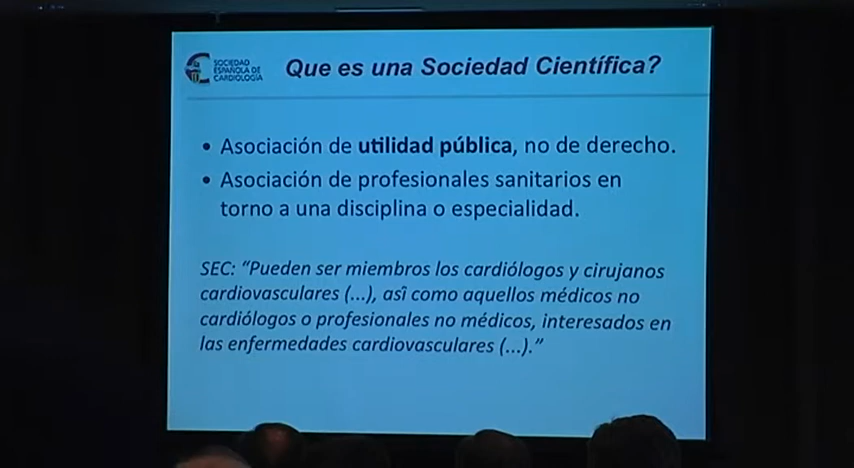 SOCIEDAD
ESPAÑOLA DE
CARDIOLOGÍA
Que es una Sociedad Científica?
• Asociación de utilidad pública, no de derecho.
• Asociación de profesionales sanitarios en
torno a una disciplina o especialidad.
SEC: “Pueden ser miembros los cardiólogos y cirujanos
cardiovasculares (...), así como aquellos médicos no
cardiólogos o profesionales no médicos, interesados en
las enfermedades cardiovasculares (...).”